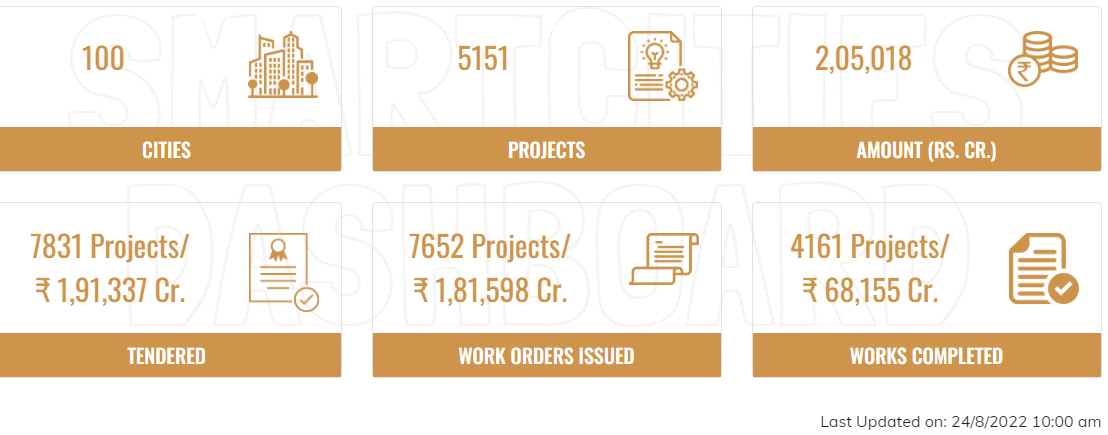 SMARTCITIES
DASHBOARD
100
CITIES
5151
PROJECTS
2,05,018
₹
AMOUNT (RS. CR.)
7831 Projects/
₹ 1,91,337 Cr.
TENDERED
7652 Projects/
₹ 1,81,598 Cr.
WORK ORDERS ISSUED
4161 Projects/
₹ 68,155 Cr.
WORKS COMPLETED
Last Updated on: 24/8/2022 10:00 am